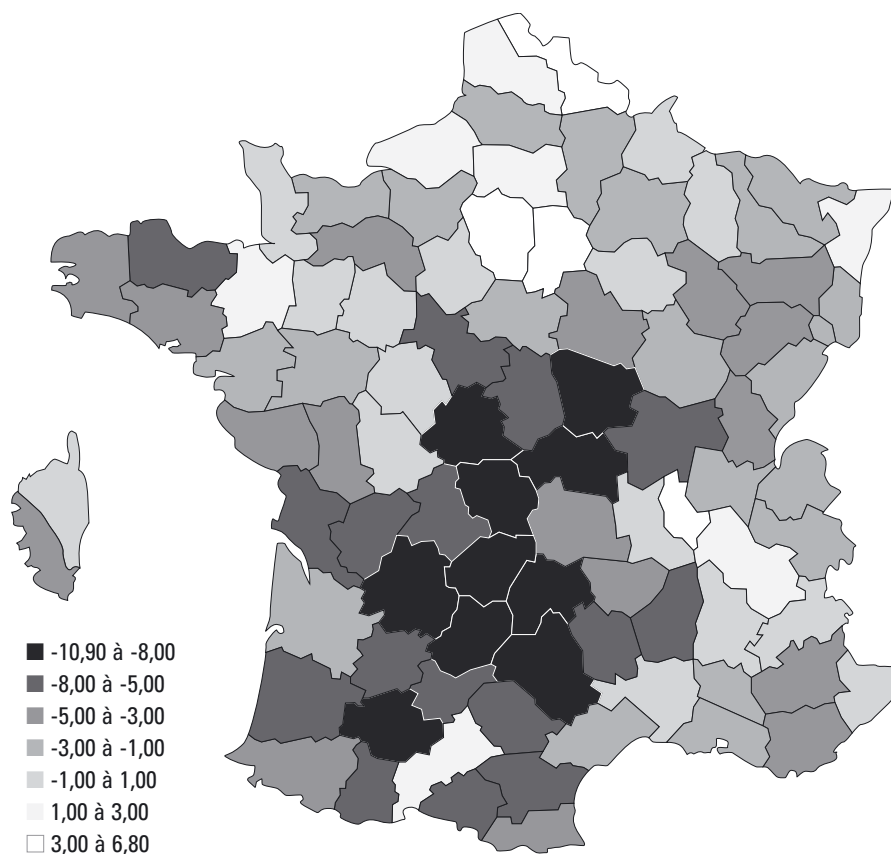 -10,90 à -8,00
-8,00 à -5,00
-5,00 à -3,00
-3,00 à -1,00
-1,00 à 1,00
1,00 à 3,00
3,00 à 6,80